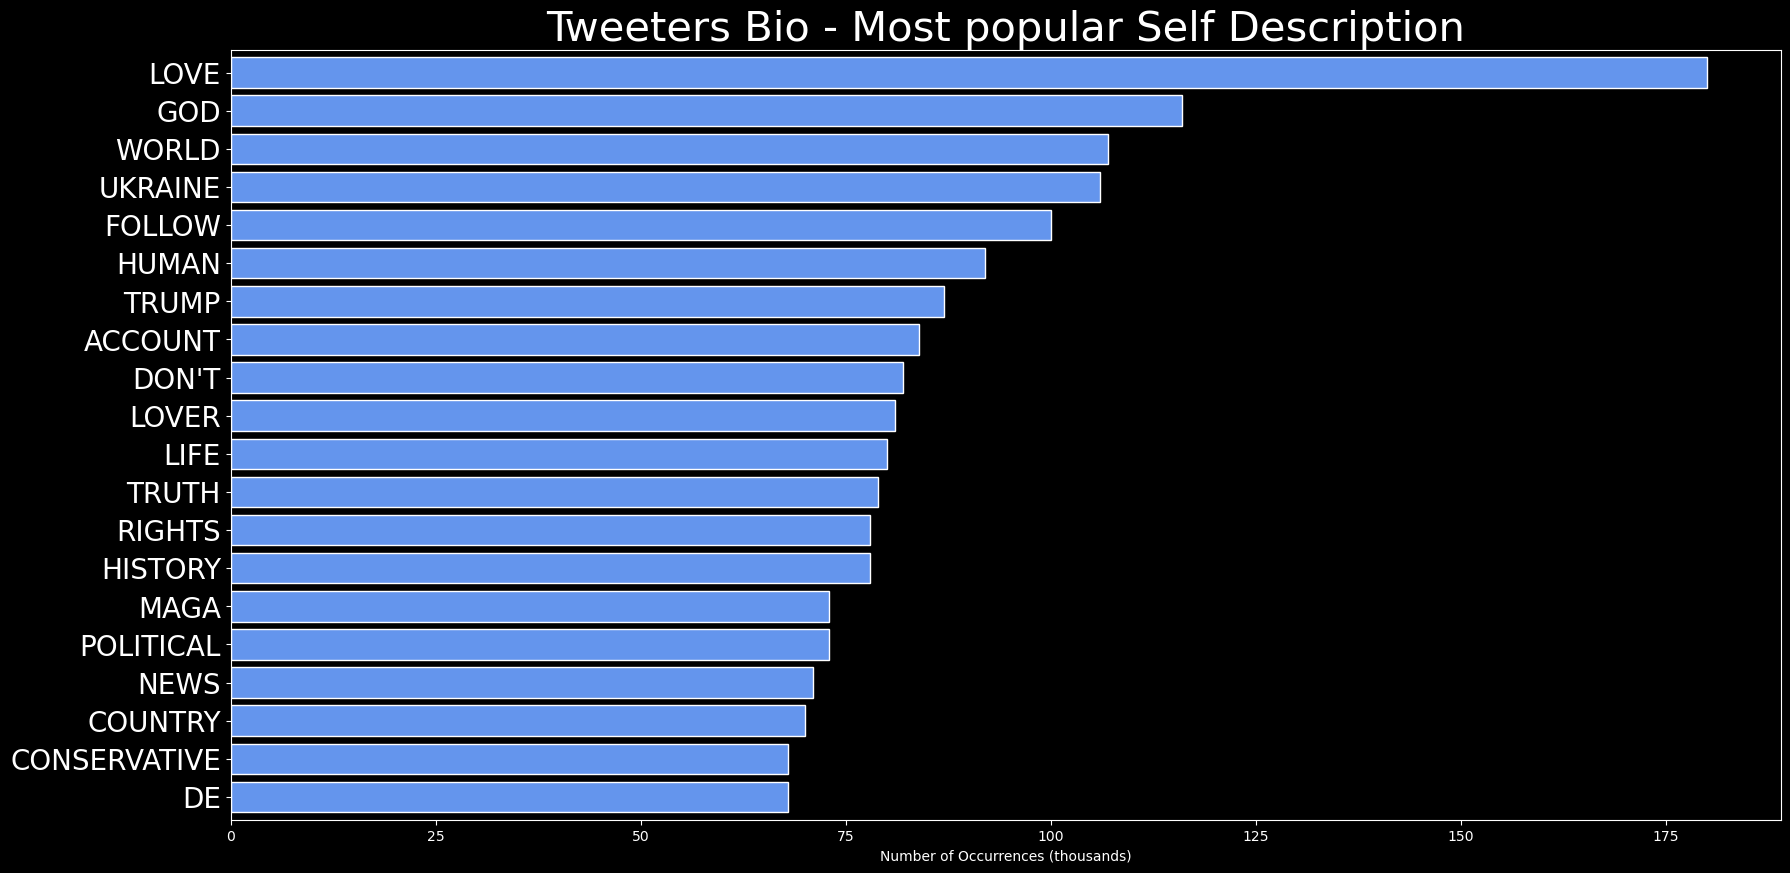 Tweeters Bio - Most popular Self Description
LOVE
GOD
WORLD
UKRAINE
FOLLOW
HUMAN
TRUMP
ACCOUNT
DON'T
LOVER
LIFE
TRUTH
RIGHTS
HISTORY
MAGA
POLITICAL
NEWS
COUNTRY
CONSERVATIVE
DE
0 25 50 75 100 125 150 175
Number of Occurrences (thousands)